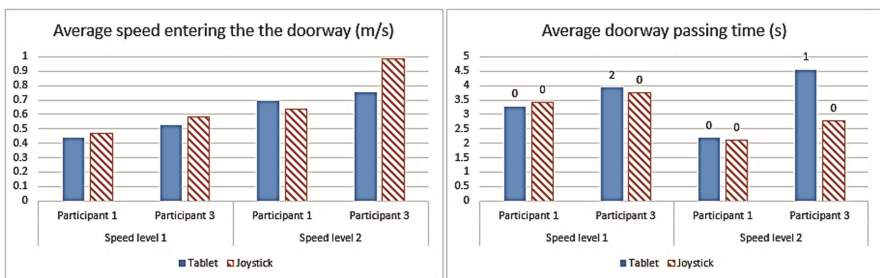 Average speed entering the the doorway (m/s)
1
0.9
0.8
0.7
0.6
0.5
0.4
0.3
0.2
0.1
0
Participant 1 Participant 3 Participant 1 Participant 3
Speed level 1 Speed level 2
Tablet Joystick
Average doorway passing time (s)
5
4.5
4
3.5
3
2.5
2
1.5
1
0.5
0
0 0 2 0 0 0 1 0
Participant 1 Participant 3 Participant 1 Participant 3
Speed level 1 Speed level 2
Tablet Joystick